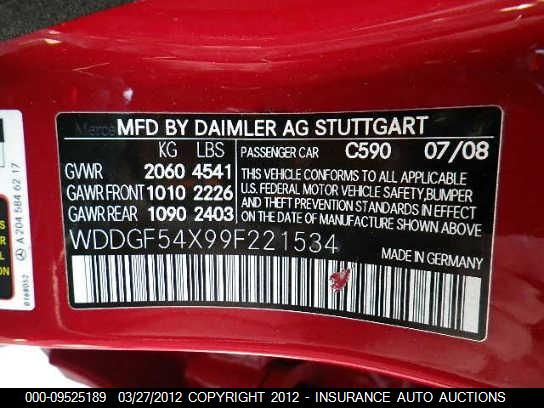 Merce MFD BY DAIMLER AG STUTTGART
KG LBS PASSENGER CAR C590 07/08
GVWR 2060 4541
GAWR FRONT 1010 2226
GAWR REAR 1090 2403
THIS VEHICLE CONFORMS TO ALL APPLICABLE
U.S. FEDERAL MOTOR VEHICLE SAFETY, BUMPER
AND THEFT PREVENTION STANDARDS IN EFFECT
ON THE DATE OF MANUFACTURE SHOWN ABOVE
MADE IN GERMANY
WDDGF54X99F221534
A 204 584 62 17
000-09525189 03/27/2012 COPYRIGHT 2012 - INSURANCE AUTO AUCTIONS